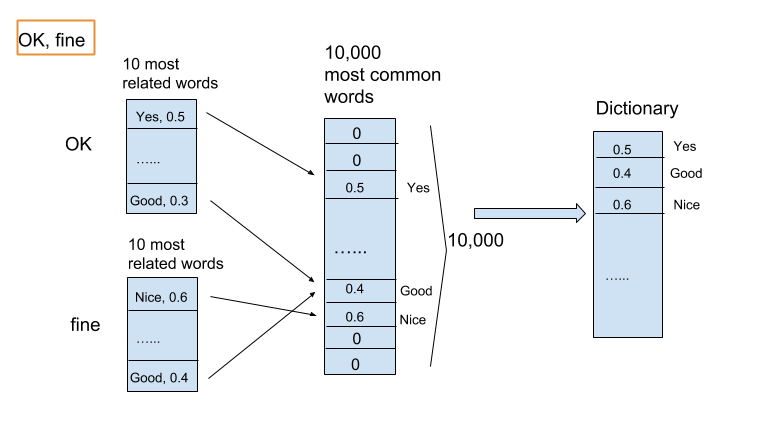 OK, fine
10 most
related words
OK
Yes, 0.5
…...
Good, 0.3
10 most
related words
fine
Nice, 0.6
…...
Good, 0.4
10,000
most common
words
0
0
0.5 Yes
…...
0.4 Good
0.6 Nice
0
0
10,000
Dictionary
0.5 Yes
0.4 Good
0.6 Nice
…...